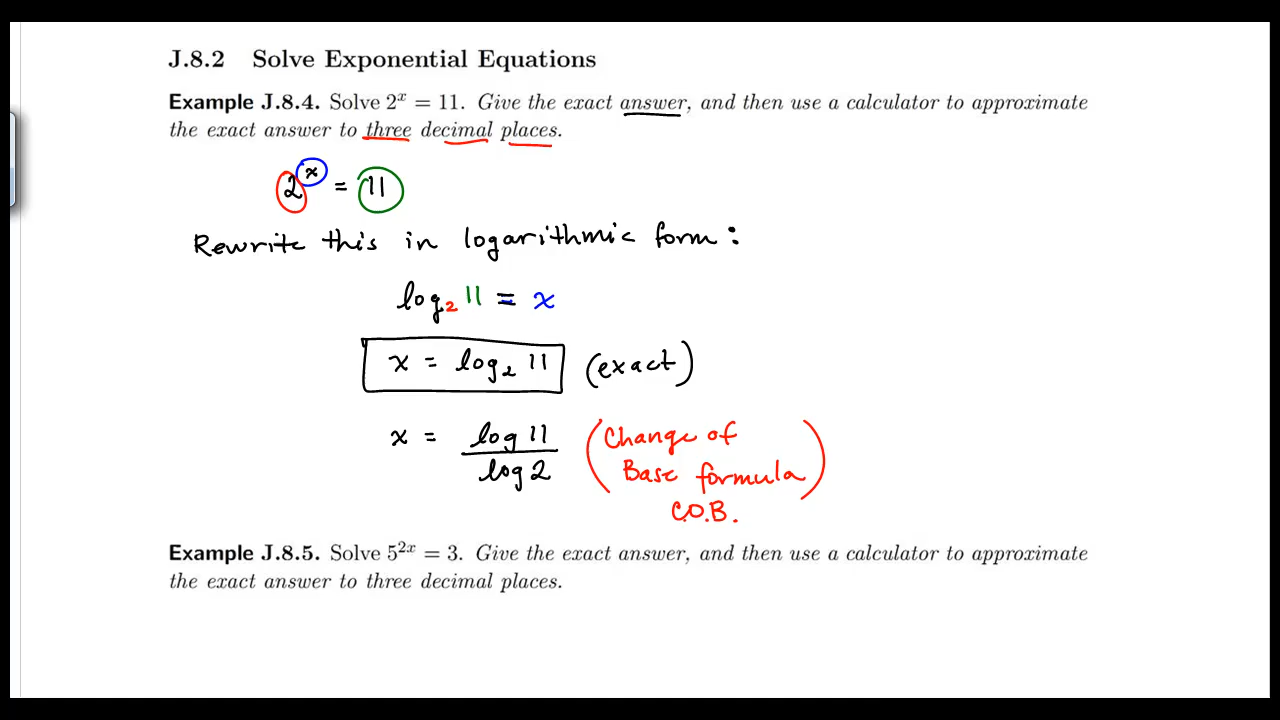 J.8.2 Solve Exponential Equations
Example J.8.4. Solve 2ˣ = 11. Give the exact answer, and then use a calculator to approximate
the exact answer to three decimal places.
2ˣ = 11
Rewrite this in logarithmic form:
log₂ 11 = x
x = log₂ 11 (exact)
x = log 11 / log 2 (Change of
Base formula)
C.O.B.
Example J.8.5. Solve 5²ˣ = 3. Give the exact answer, and then use a calculator to approximate
the exact answer to three decimal places.